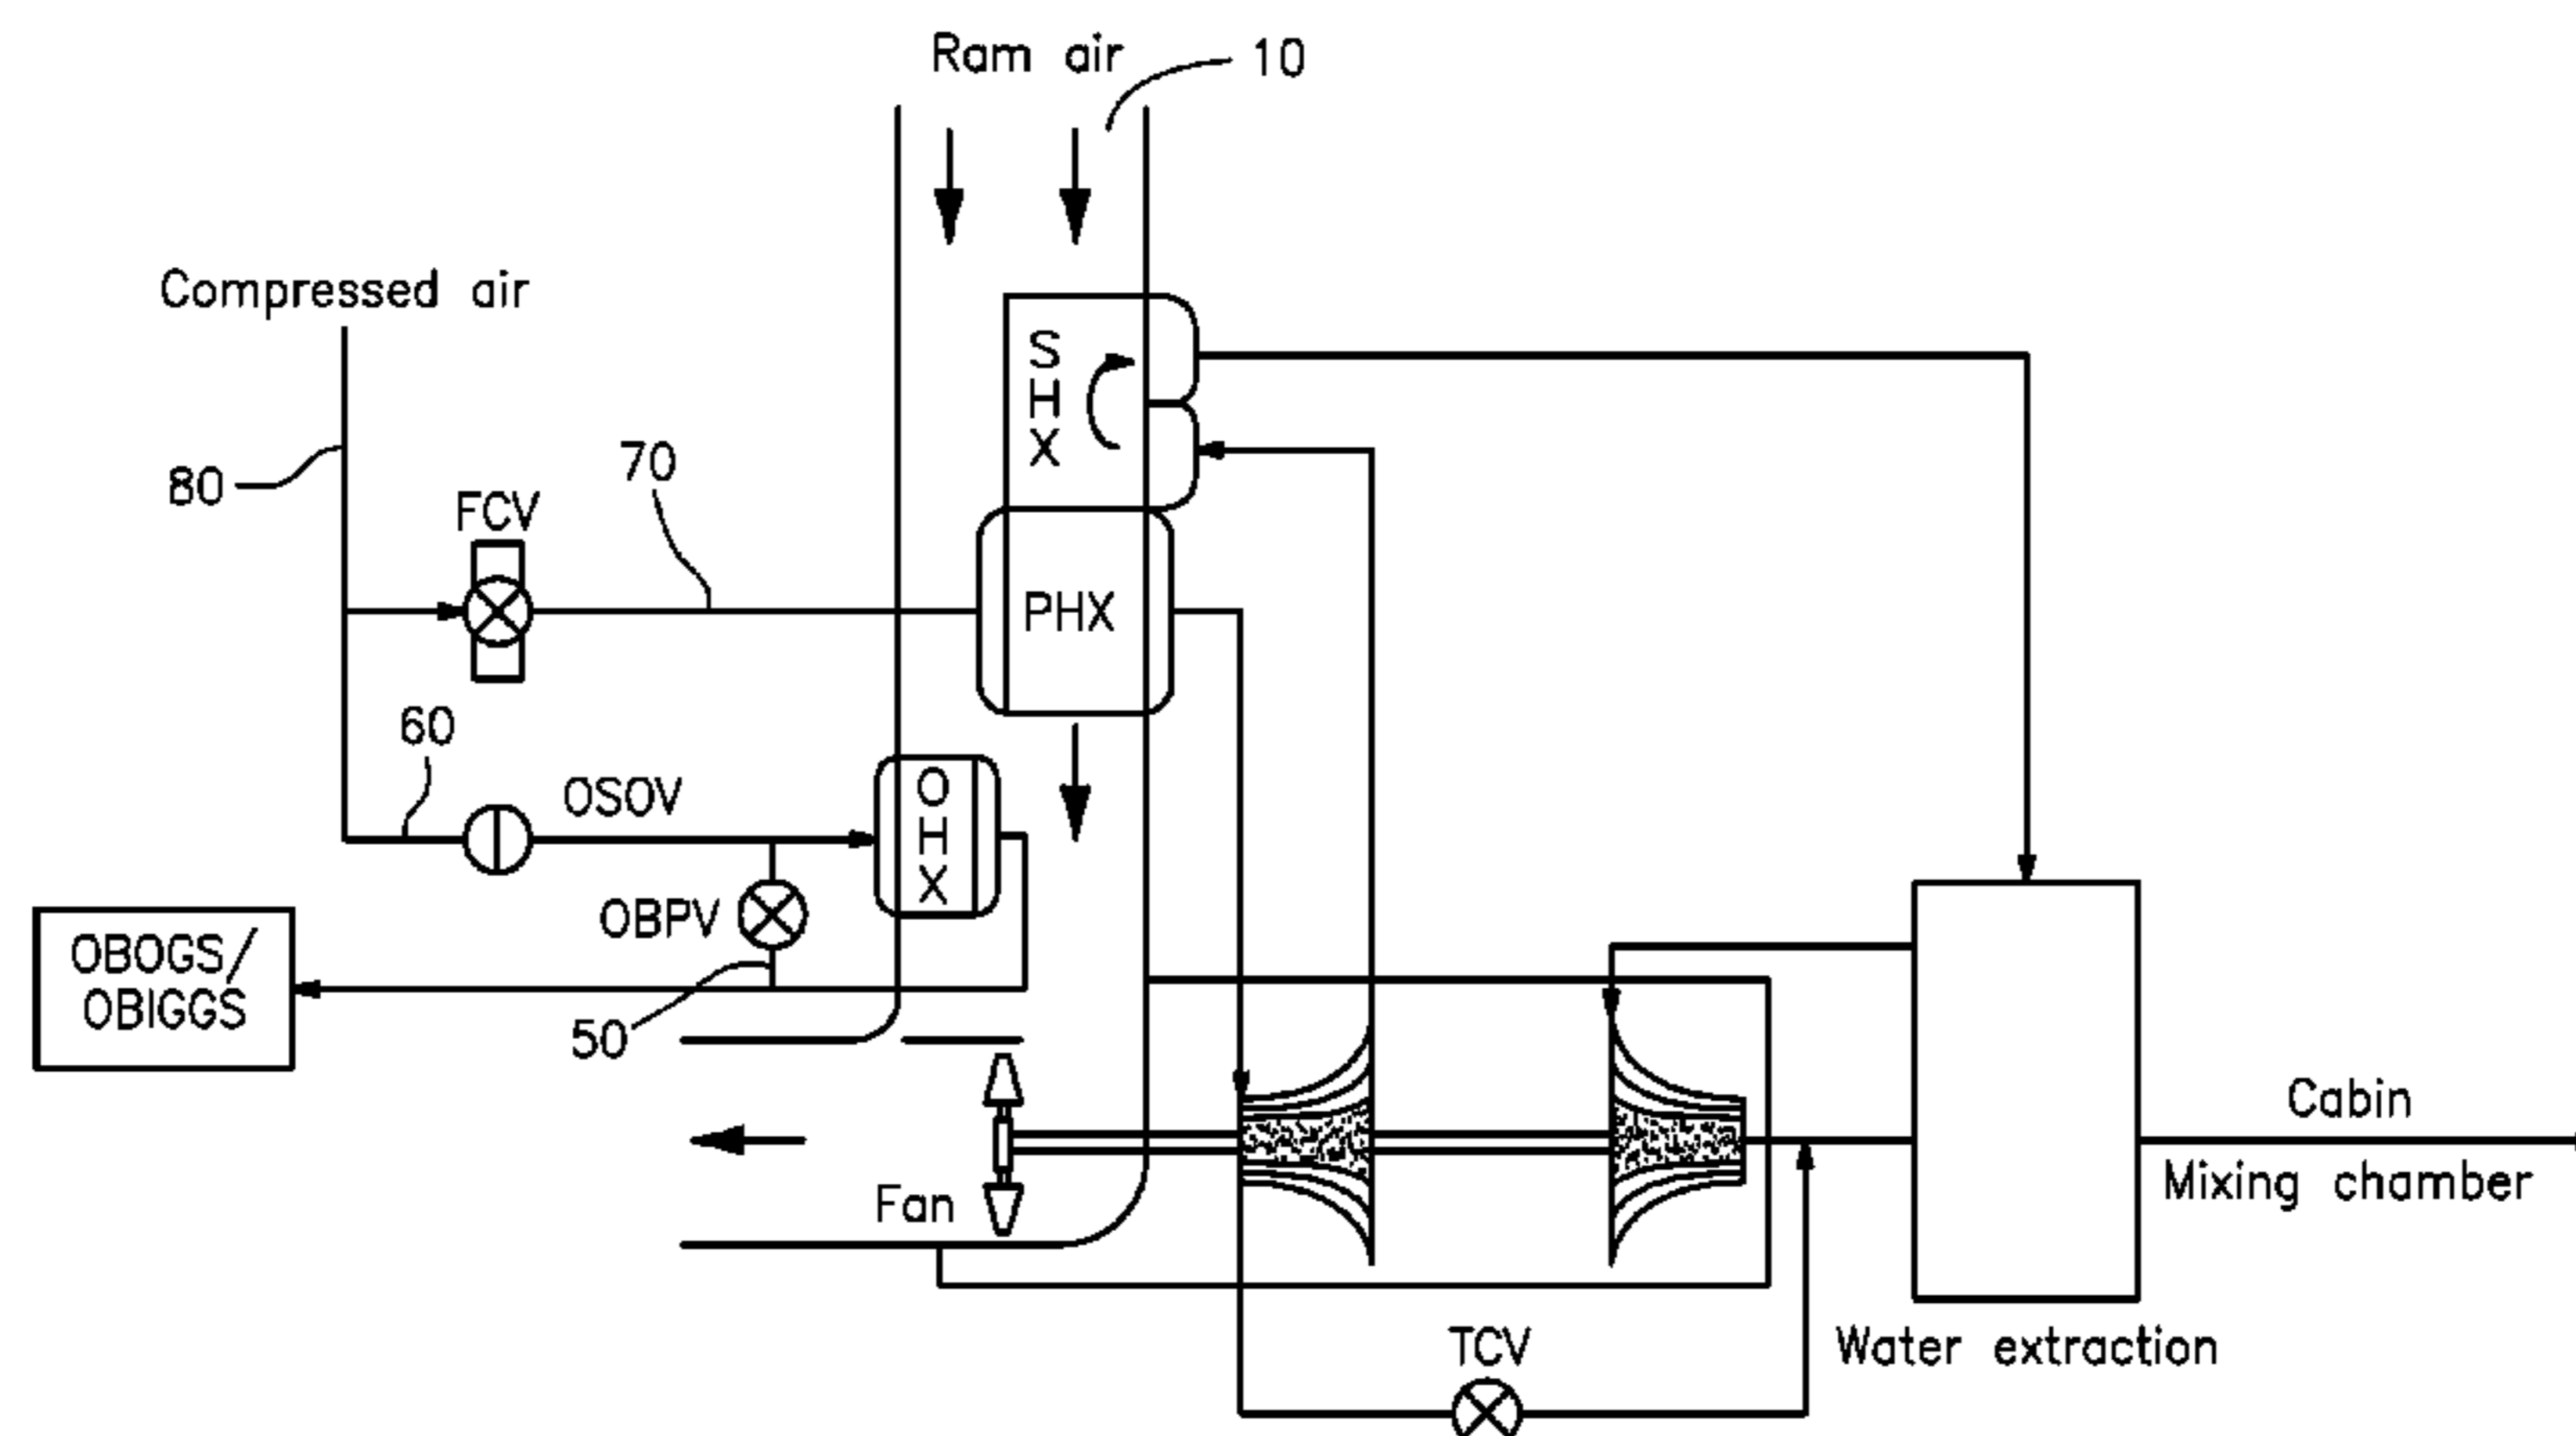 Ram air
10
Compressed air
80
FCV
70
S
H
X
PHX
60
OSOV
O
H
X
OBPV
OBOGS/
OBIGGS
50
Fan
Cabin
Mixing chamber
TCV
Water extraction